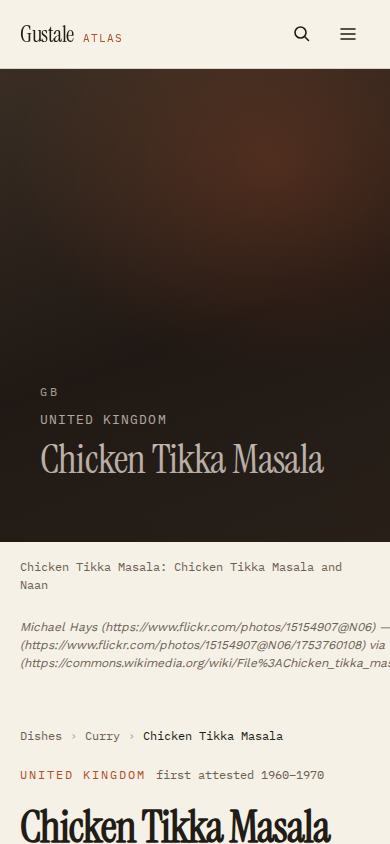 Gustale ATLAS
GB
UNITED KINGDOM
Chicken Tikka Masala
Chicken Tikka Masala: Chicken Tikka Masala and
Naan
Michael Hays (https://www.flickr.com/photos/15154907@N06) —
(https://www.flickr.com/photos/15154907@N06/1753760108) via
(https://commons.wikimedia.org/wiki/File%3AChicken_tikka_mas
Dishes › Curry › Chicken Tikka Masala
UNITED KINGDOM first attested 1960–1970
Chicken Tikka Masala